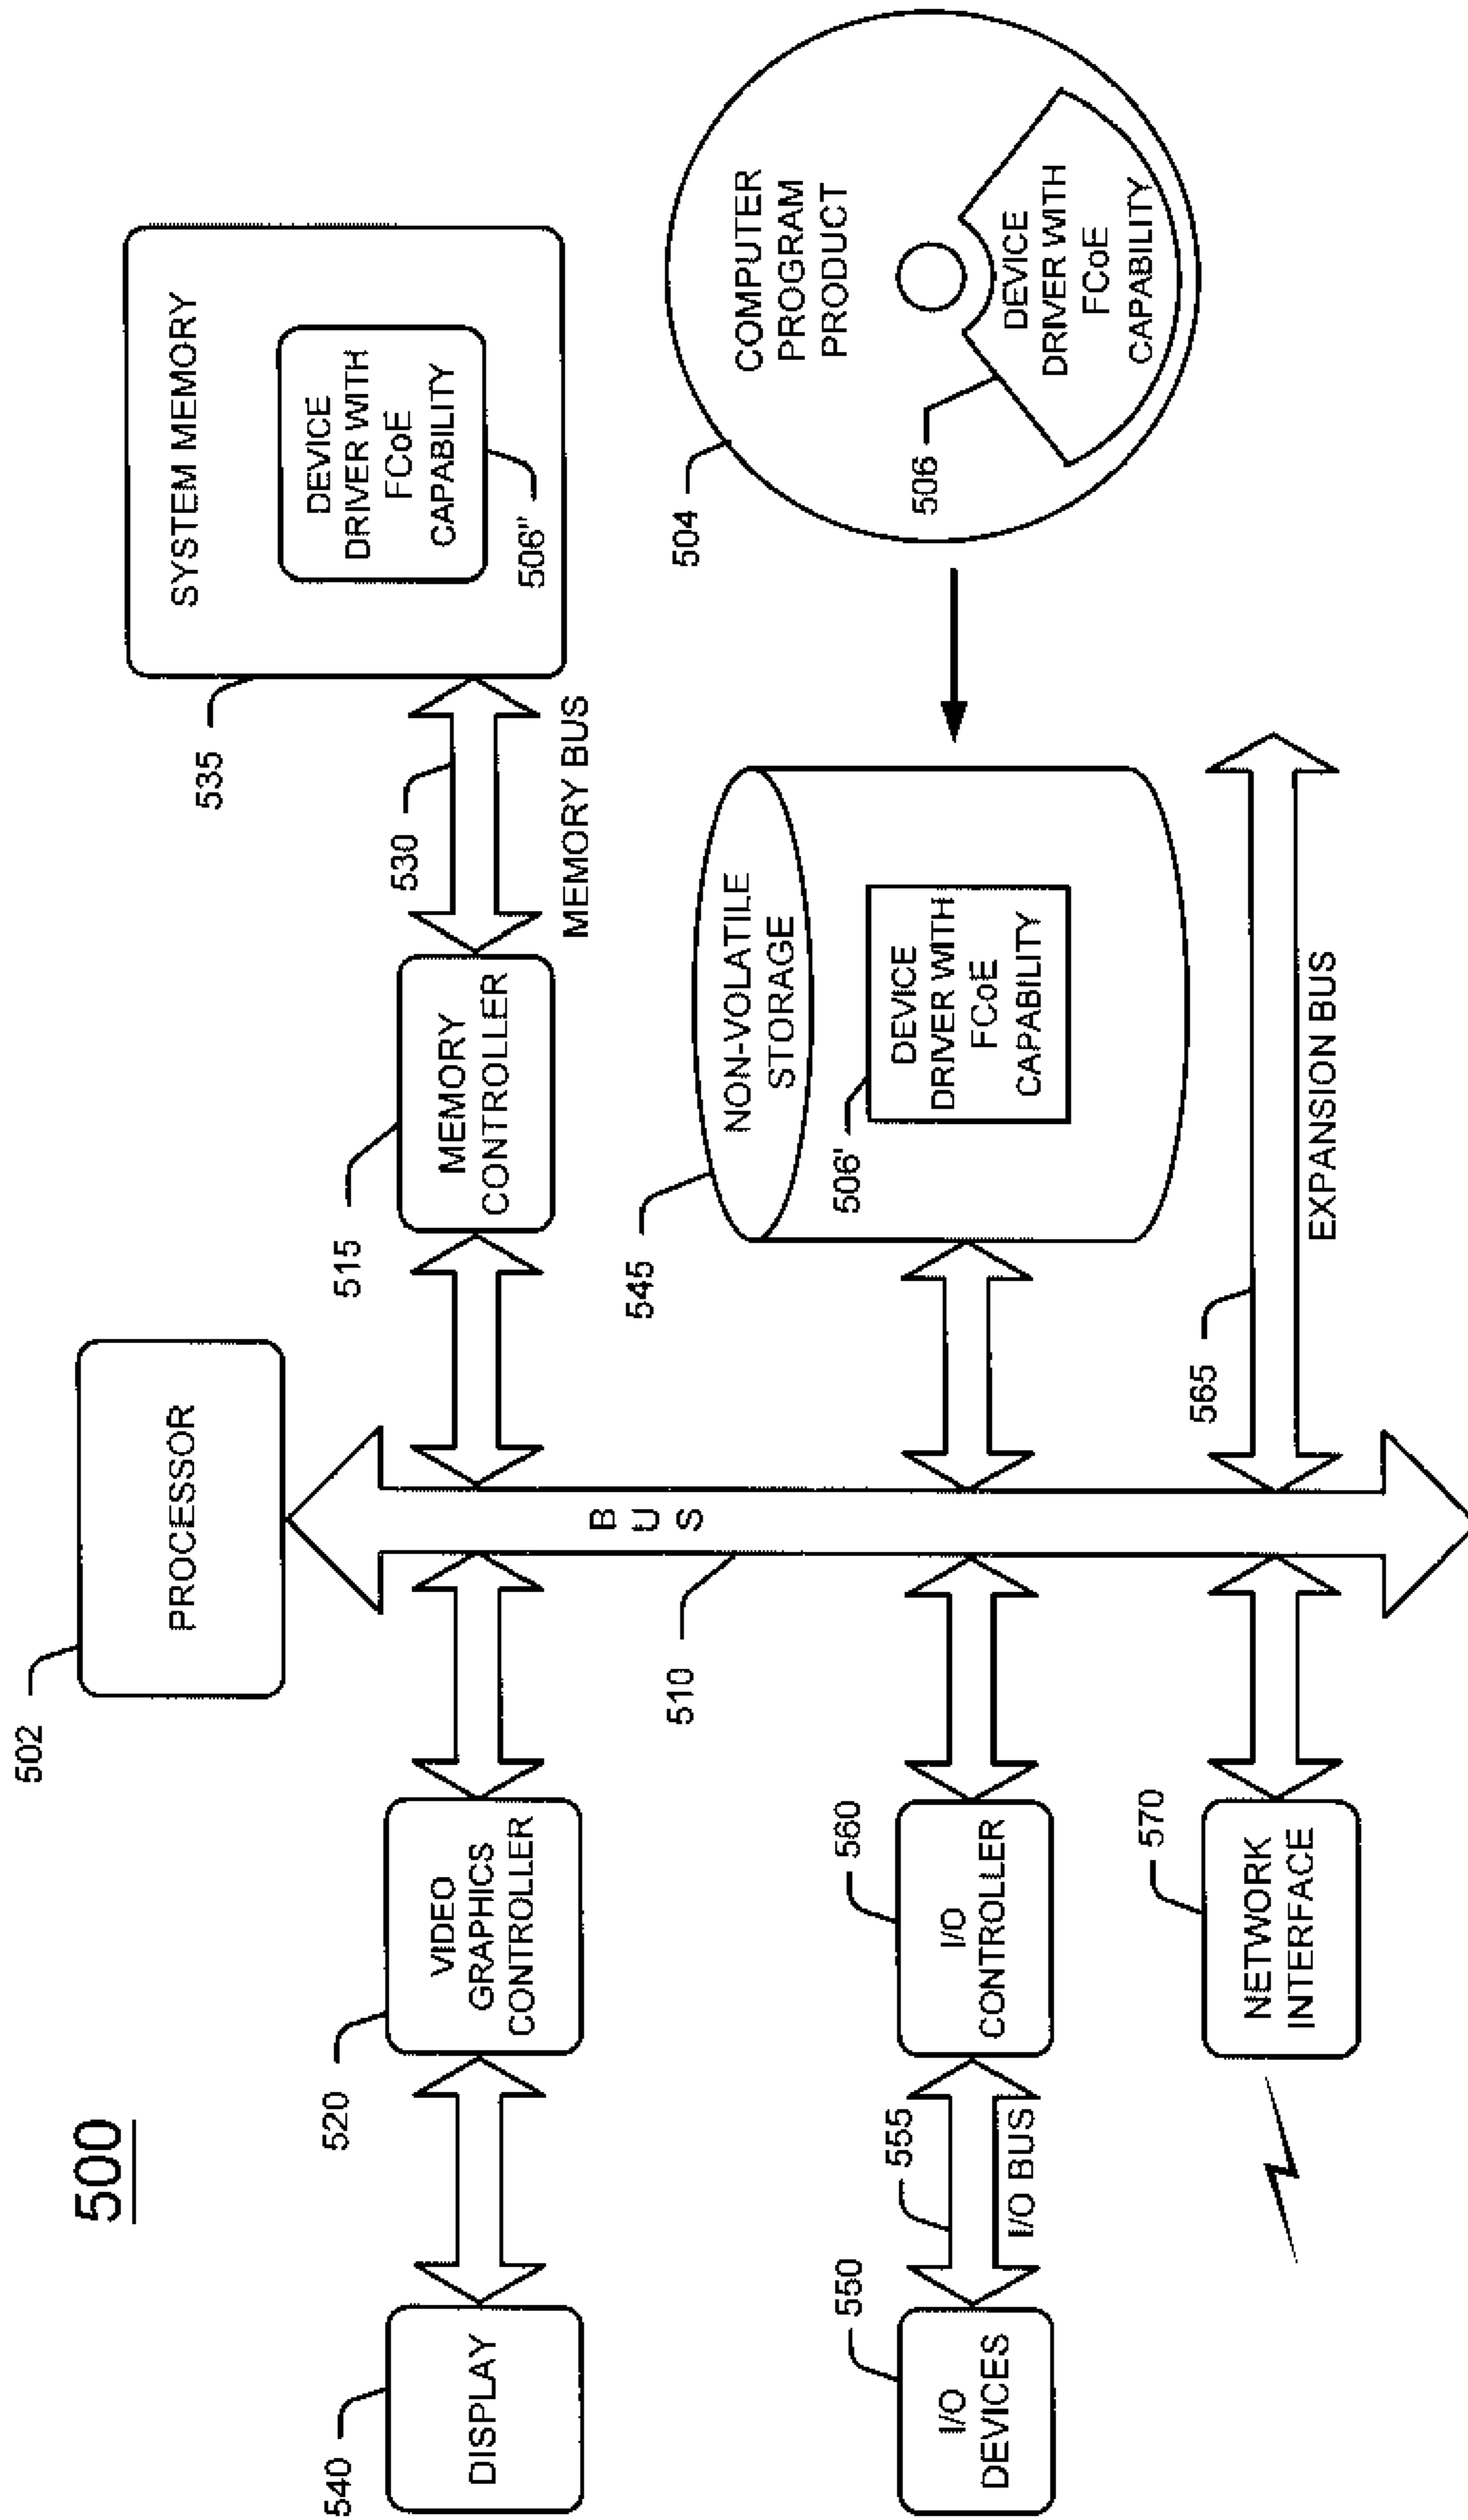 500
502
PROCESSOR
535
SYSTEM MEMORY
DEVICE
DRIVER WITH
FCoE
CAPABILITY
506"
540
DISPLAY
520
VIDEO
GRAPHICS
CONTROLLER
515
MEMORY
CONTROLLER
530
MEMORY BUS
B
U
S
510
545
NON-VOLATILE
STORAGE
506'
DEVICE
DRIVER WITH
FCoE
CAPABILITY
504
COMPUTER
PROGRAM
PRODUCT
506
DEVICE
DRIVER WITH
FCoE
CAPABILITY
550
I/O
DEVICES
555
I/O BUS
560
I/O
CONTROLLER
565
EXPANSION BUS
570
NETWORK
INTERFACE